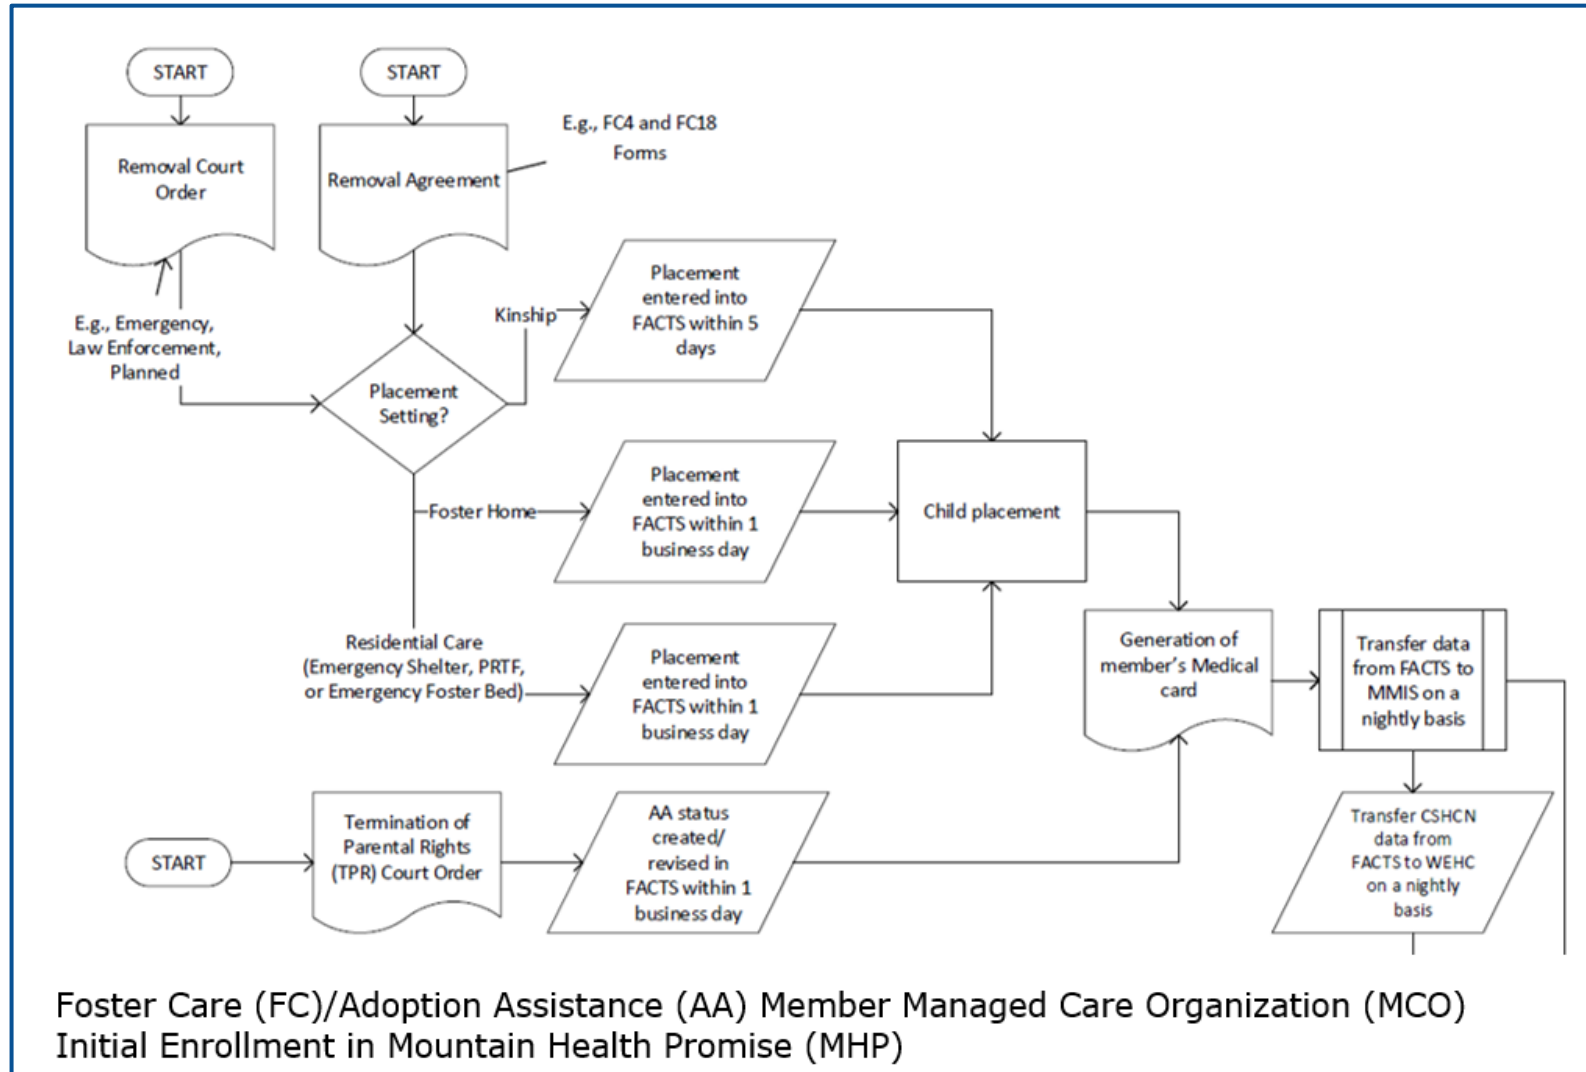 START
START
Removal Court
Order
Removal Agreement
E.g., FC4 and FC18
Forms
E.g., Emergency,
Law Enforcement,
Planned
Placement
Setting?
Kinship
Placement
entered into
FACTS within 5
days
Foster Home
Placement
entered into
FACTS within 1
business day
Child placement
Residential Care
(Emergency Shelter, PRTF,
or Emergency Foster Bed)
Placement
entered into
FACTS within 1
business day
Generation of
member’s Medical
card
Transfer data
from FACTS to
MMIS on a
nightly basis
START
Termination of
Parental Rights
(TPR) Court Order
AA status
created/
revised in
FACTS within 1
business day
Transfer CSHCN
data from
FACTS to WEHC
on a nightly
basis
Foster Care (FC)/Adoption Assistance (AA) Member Managed Care Organization (MCO)
Initial Enrollment in Mountain Health Promise (MHP)